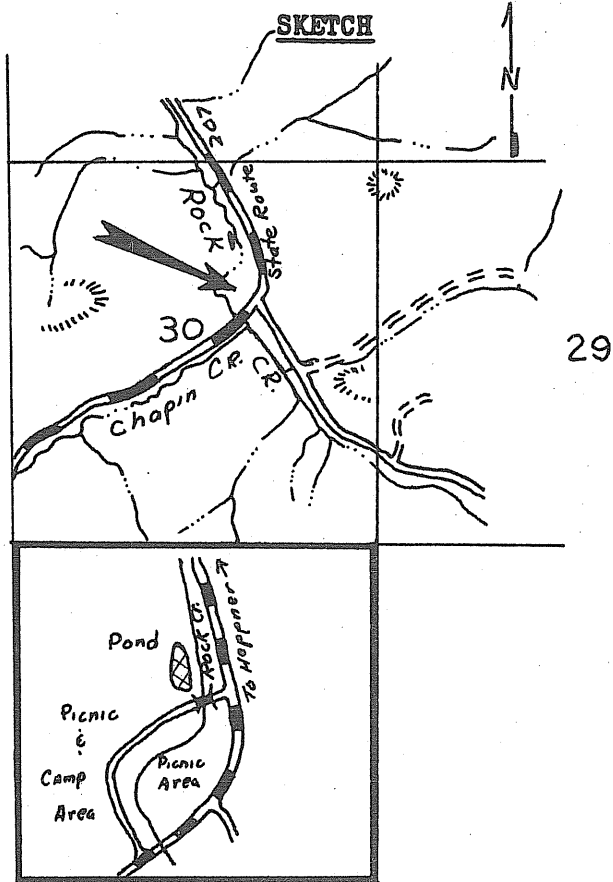 SKETCH
N
207
State Route
Rock
CR.
30
29
Chapin CR.
Rock Cr.
To Heppner
Pond
Picnic
&
Camp
Area
Picnic
Area